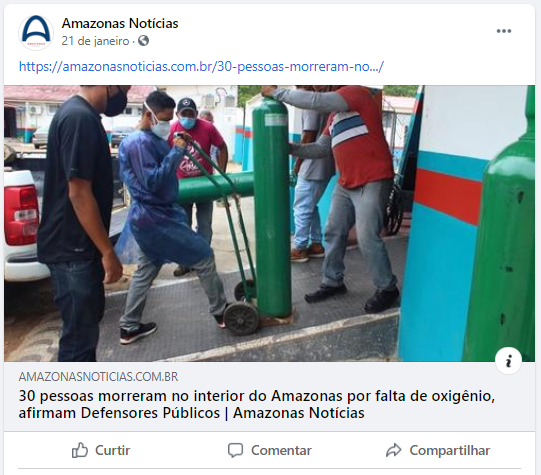 Amazonas Notícias
21 de janeiro ·
https://amazonasnoticias.com.br/30-pessoas-morreram-no.../
AMAZONASNOTICIAS.COM.BR
30 pessoas morreram no interior do Amazonas por falta de oxigênio,
afirmam Defensores Públicos | Amazonas Notícias
Curtir
Comentar
Compartilhar